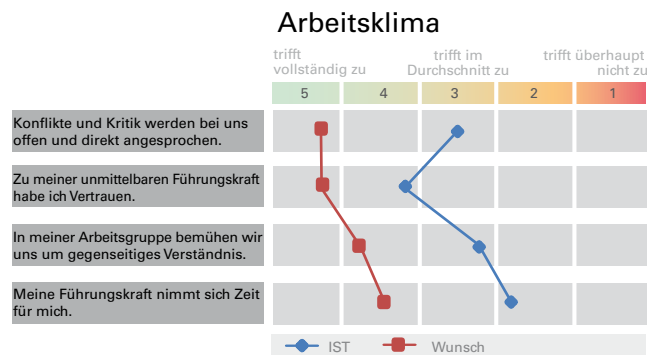 Arbeitsklima
trifft
vollständig zu
trifft im
Durchschnitt zu
trifft überhaupt
nicht zu
5 4 3 2 1
Konflikte und Kritik werden bei uns
offen und direkt angesprochen.
Zu meiner unmittelbaren Führungskraft
habe ich Vertrauen.
In meiner Arbeitsgruppe bemühen wir
uns um gegenseitiges Verständnis.
Meine Führungskraft nimmt sich Zeit
für mich.
IST Wunsch